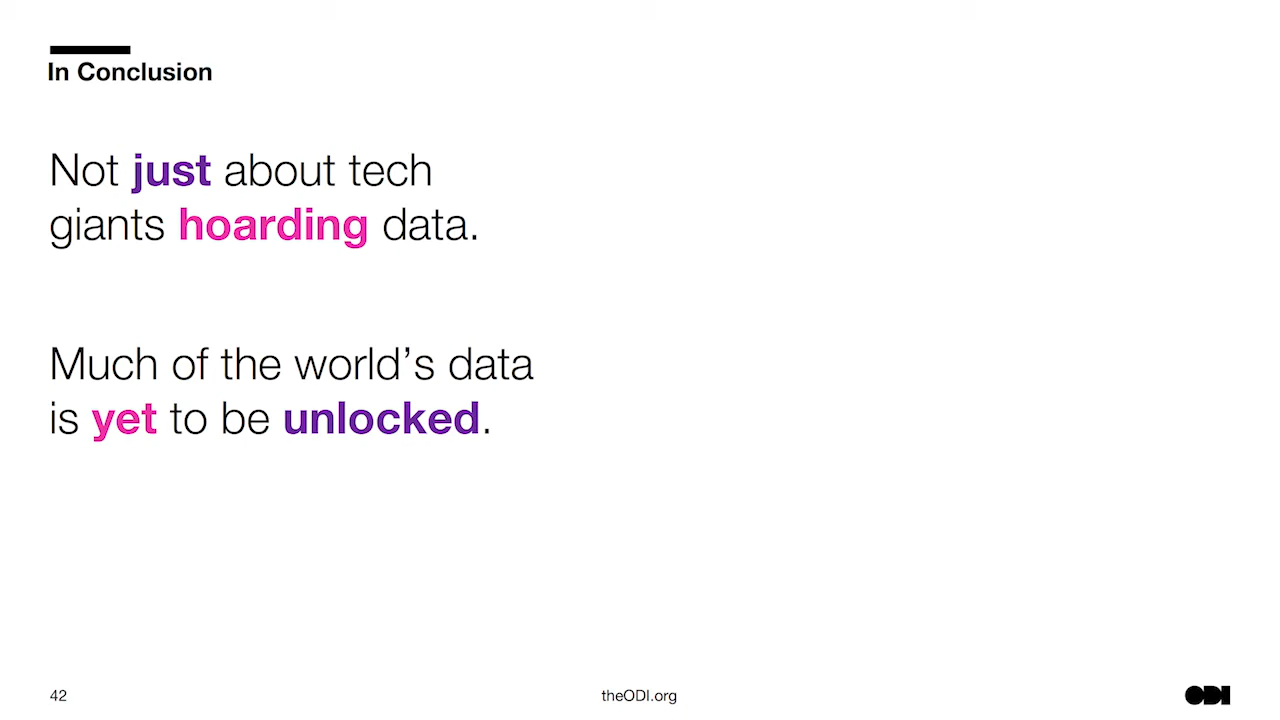 In Conclusion
Not just about tech
giants hoarding data.
Much of the world’s data
is yet to be unlocked.
42
theODI.org
ODI